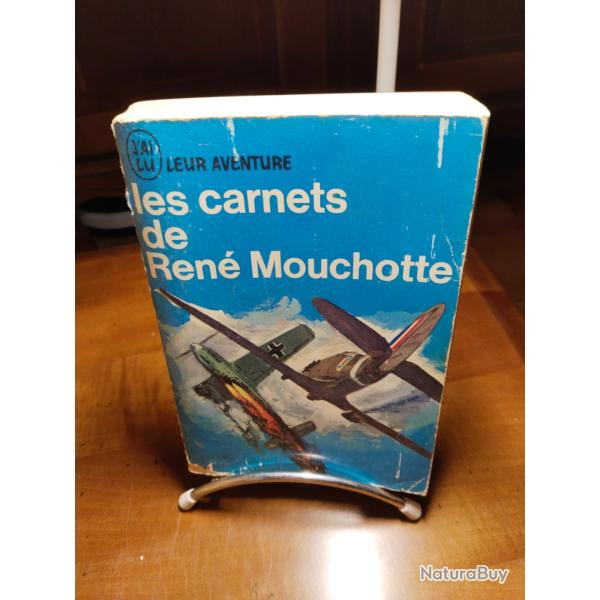 J'AI
LU
LEUR AVENTURE
les carnets
de
René Mouchotte
NaturaBuy